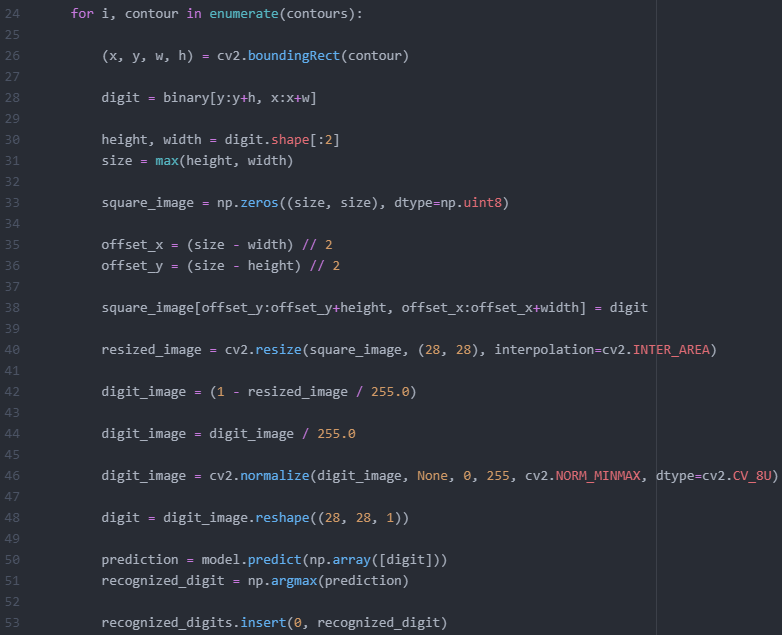 24 for i, contour in enumerate(contours):
25
26 (x, y, w, h) = cv2.boundingRect(contour)
27
28 digit = binary[y:y+h, x:x+w]
29
30 height, width = digit.shape[:2]
31 size = max(height, width)
32
33 square_image = np.zeros((size, size), dtype=np.uint8)
34
35 offset_x = (size - width) // 2
36 offset_y = (size - height) // 2
37
38 square_image[offset_y:offset_y+height, offset_x:offset_x+width] = digit
39
40 resized_image = cv2.resize(square_image, (28, 28), interpolation=cv2.INTER_AREA)
41
42 digit_image = (1 - resized_image / 255.0)
43
44 digit_image = digit_image / 255.0
45
46 digit_image = cv2.normalize(digit_image, None, 0, 255, cv2.NORM_MINMAX, dtype=cv2.CV_8U)
47
48 digit = digit_image.reshape((28, 28, 1))
49
50 prediction = model.predict(np.array([digit]))
51 recognized_digit = np.argmax(prediction)
52
53 recognized_digits.insert(0, recognized_digit)